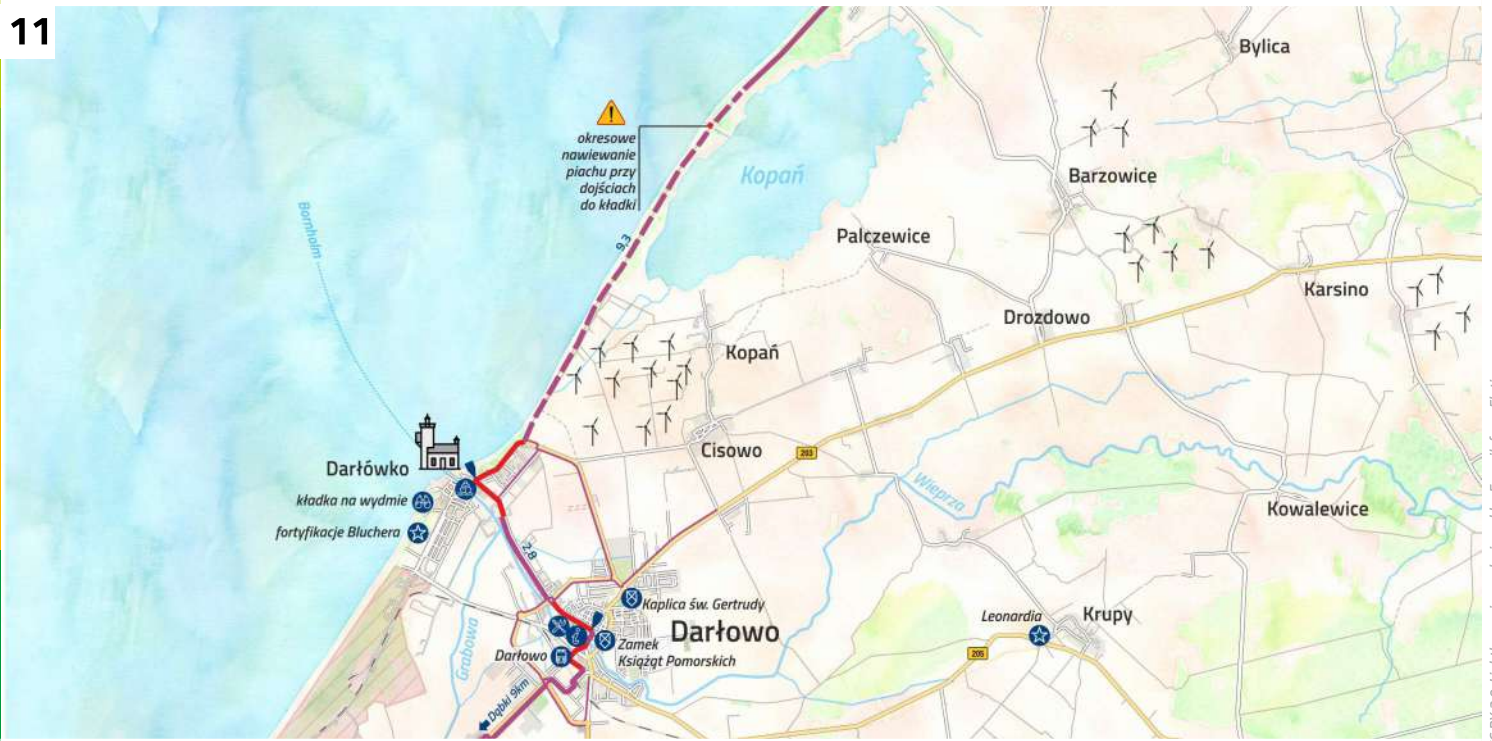 11
Bylica
okresowe
nawiewanie
piachu przy
dojściach
do kładki
Kopań
Barzowice
Bornholm
9,3
Palczewice
Karsino
Drozdowo
Kopań
Cisowo
203
Darłówko
kładka na wydmie
fortyfikacje Bluchera
Wieprza
Kowalewice
2,8
Kaplica św. Gertrudy
Leonardia
Krupy
Darłowo
Grabowa
Zamek
Książąt Pomorskich
Darłowo
205
Dąbki 9km